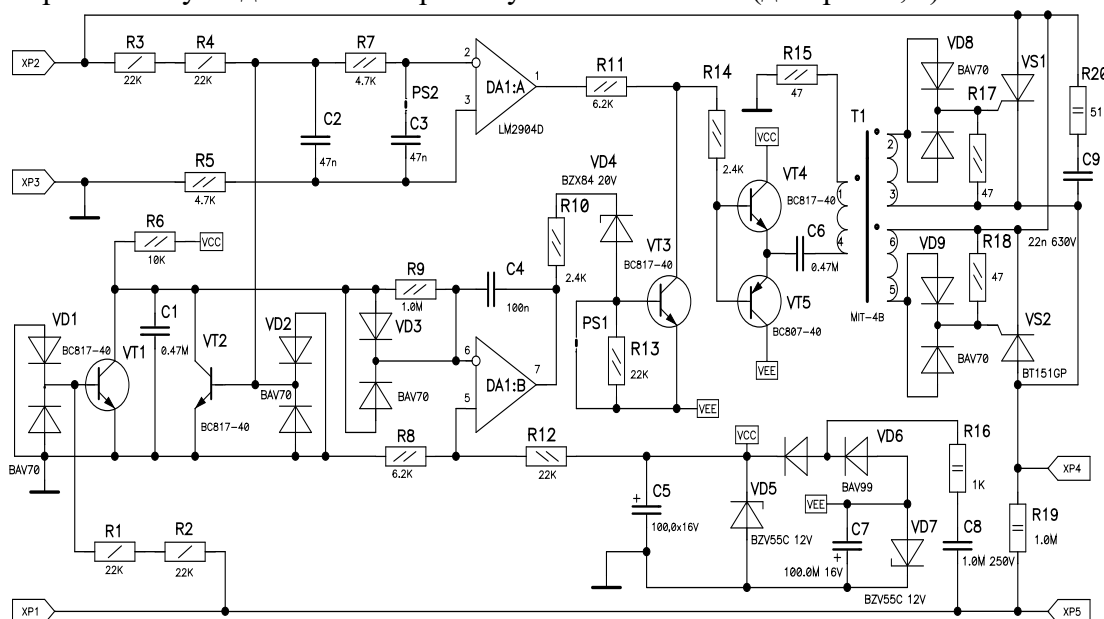 R3
R4
R7
R11
R14
R15
VD8
VS1
R20
XP2
22K
22K
4.7K
2
3
1
DA1:A
LM2904D
6.2K
47
BAV70
R17
51
PS2
C2
C3
47n
47n
T1
2
3
47
C9
XP3
R5
4.7K
VD4
BZX84 20V
R10
2.4K
2.4K
VCC
VT4
BC817-40
C6
0.47M
1
4
22n 630V
R6
10K
VCC
VT3
BC817-40
VT5
BC807-40
VEE
MIT-4B
6
5
VD9
R18
47
BAV70
VS2
BT151GP
R9
1.0M
C4
100n
VD1
BC817-40
VT1
C1
0.47M
VT2
VD2
VD3
6
5
7
DA1:B
PS1
R13
22K
VEE
BAV70
BC817-40
BAV70
BAV70
R8
6.2K
R12
22K
VCC
VD6
BAV99
R16
1K
XP4
C5
+
100,0x16V
VD5
BZV55C 12V
VEE
C7
+
100.0M 16V
VD7
BZV55C 12V
C8
1.0M 250V
R19
1.0M
R1
22K
R2
22K
XP1
XP5